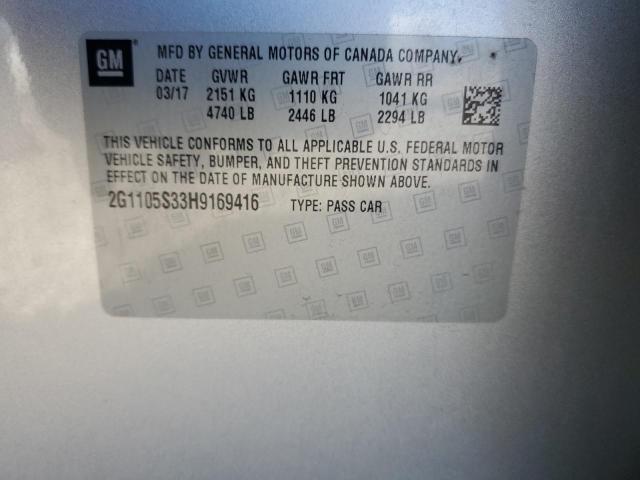 GM MFD BY GENERAL MOTORS OF CANADA COMPANY.
DATE GVWR GAWR FRT GAWR RR
03/17 2151 KG 1110 KG 1041 KG
4740 LB 2446 LB 2294 LB
THIS VEHICLE CONFORMS TO ALL APPLICABLE U.S. FEDERAL MOTOR
VEHICLE SAFETY, BUMPER, AND THEFT PREVENTION STANDARDS IN
EFFECT ON THE DATE OF MANUFACTURE SHOWN ABOVE.
2G1105S33H9169416 TYPE: PASS CAR